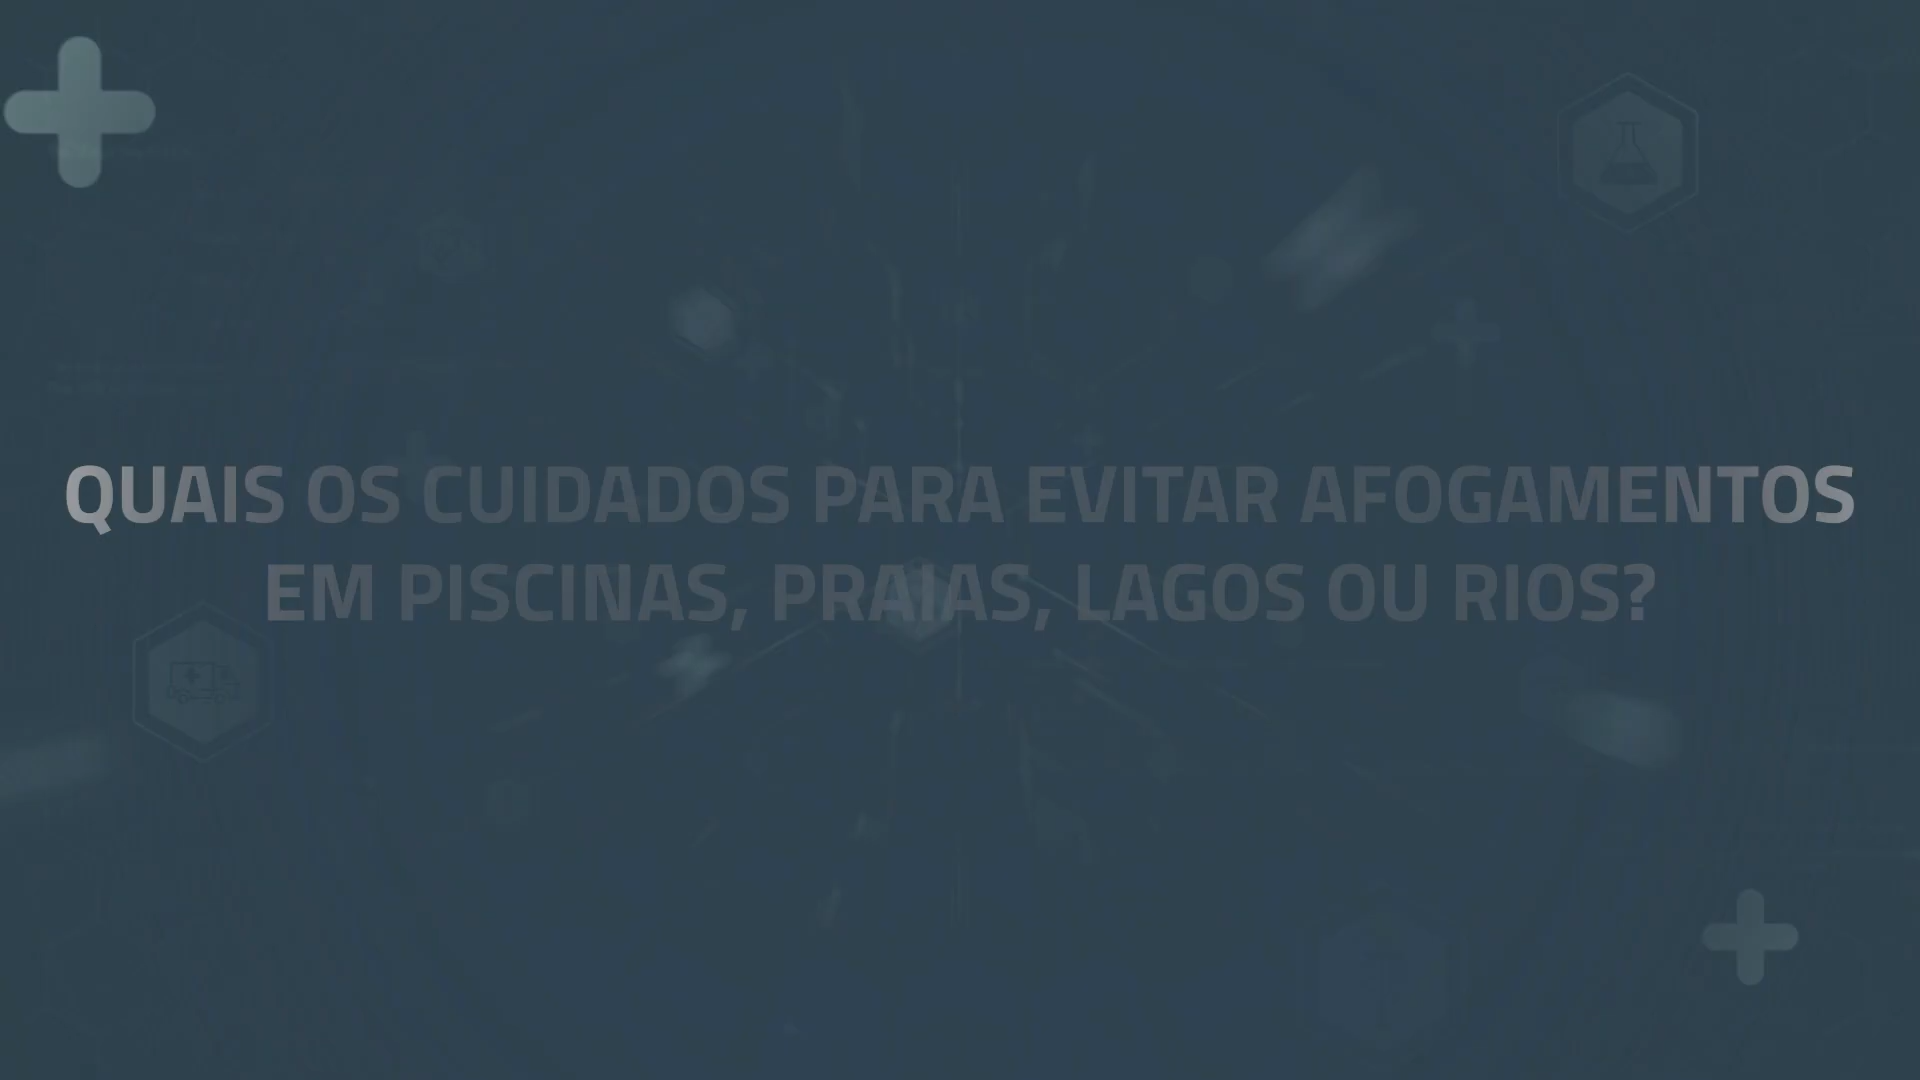 QUAIS OS CUIDADOS PARA EVITAR AFOGAMENTOS
EM PISCINAS, PRAIAS, LAGOS OU RIOS?